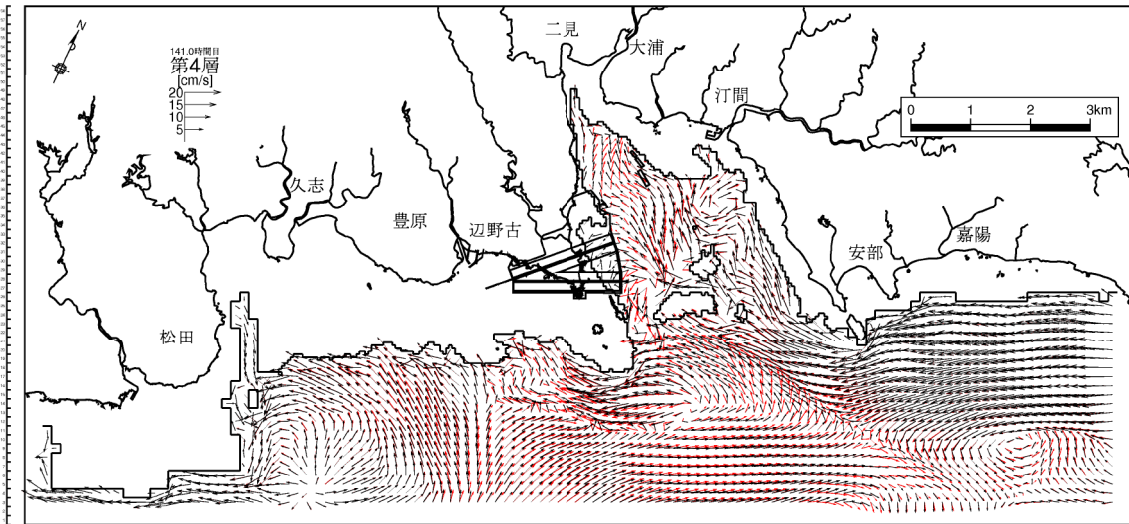 N
141.0時間目
第4層
[cm/s]
20
15
10
5
二見
大浦
汀間
0 1 2 3km
久志
豊原
辺野古
安部
嘉陽
松田